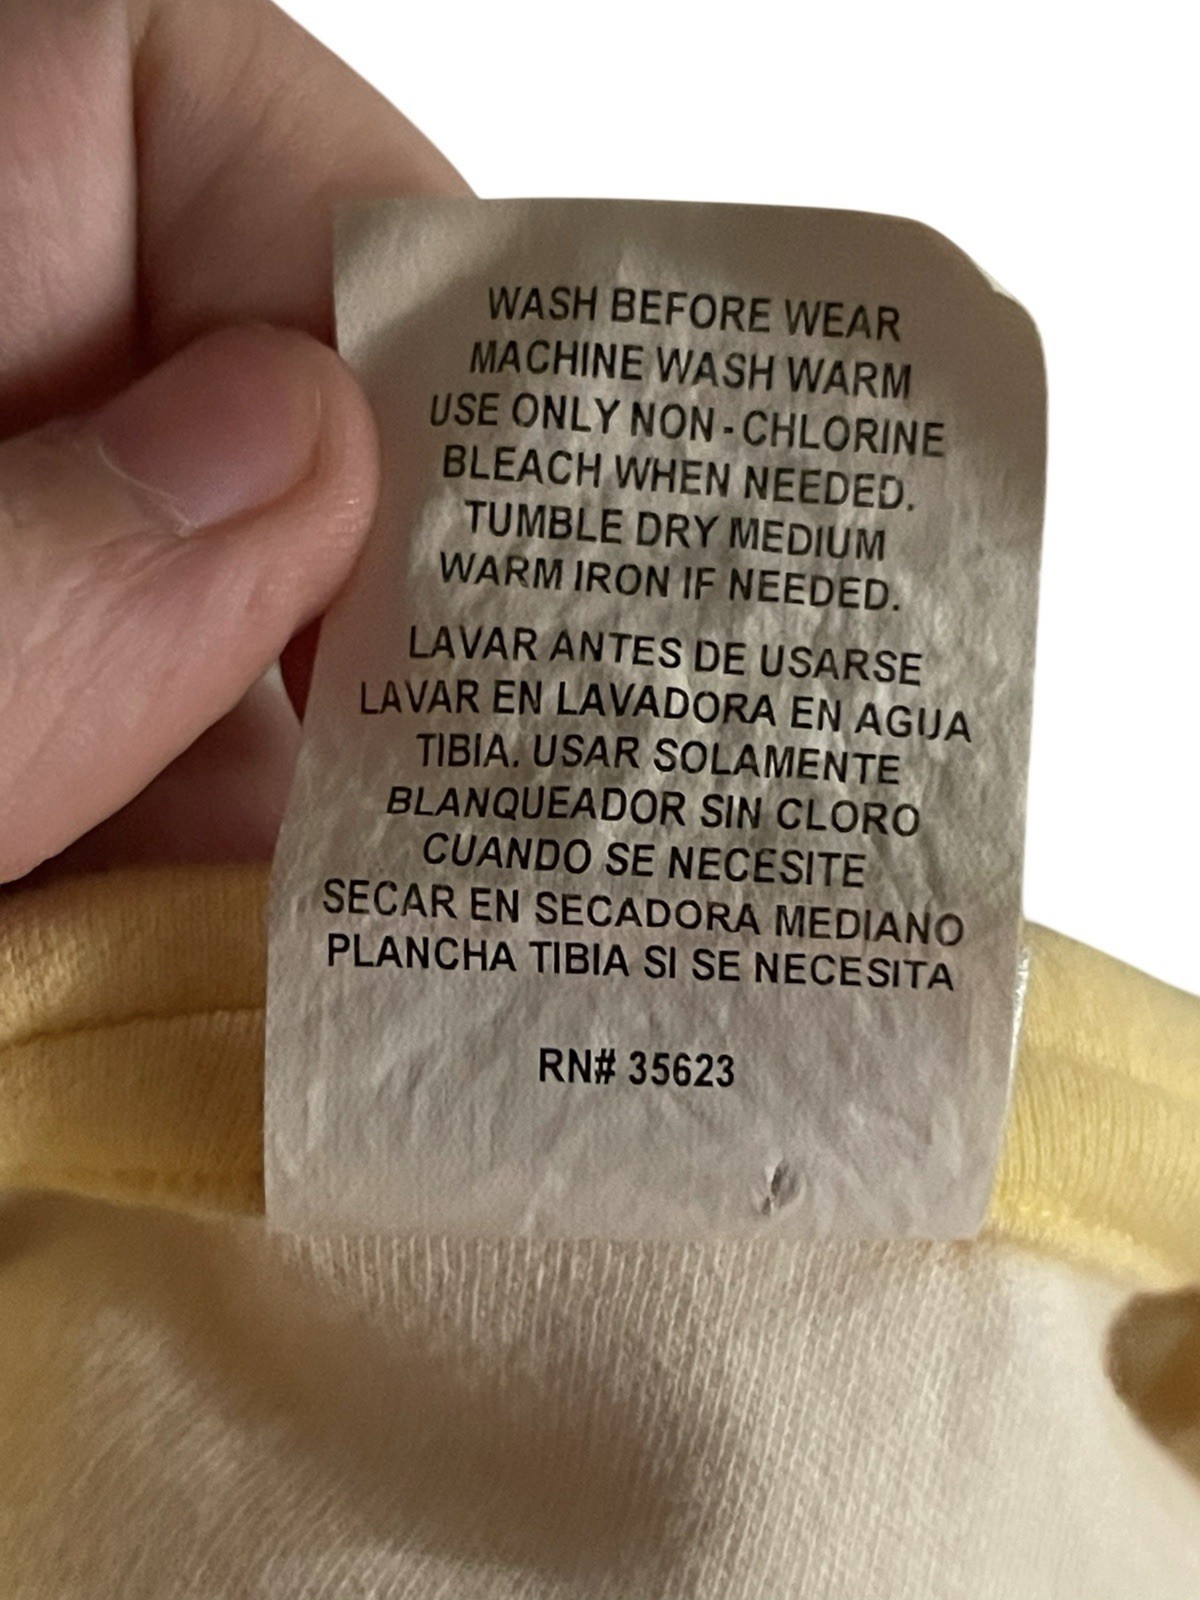 WASH BEFORE WEAR
MACHINE WASH WARM
USE ONLY NON-CHLORINE
BLEACH WHEN NEEDED.
TUMBLE DRY MEDIUM
WARM IRON IF NEEDED.
LAVAR ANTES DE USARSE
LAVAR EN LAVADORA EN AGUA
TIBIA. USAR SOLAMENTE
BLANQUEADOR SIN CLORO
CUANDO SE NECESITE
SECAR EN SECADORA MEDIANO
PLANCHA TIBIA SI SE NECESITA
RN# 35623